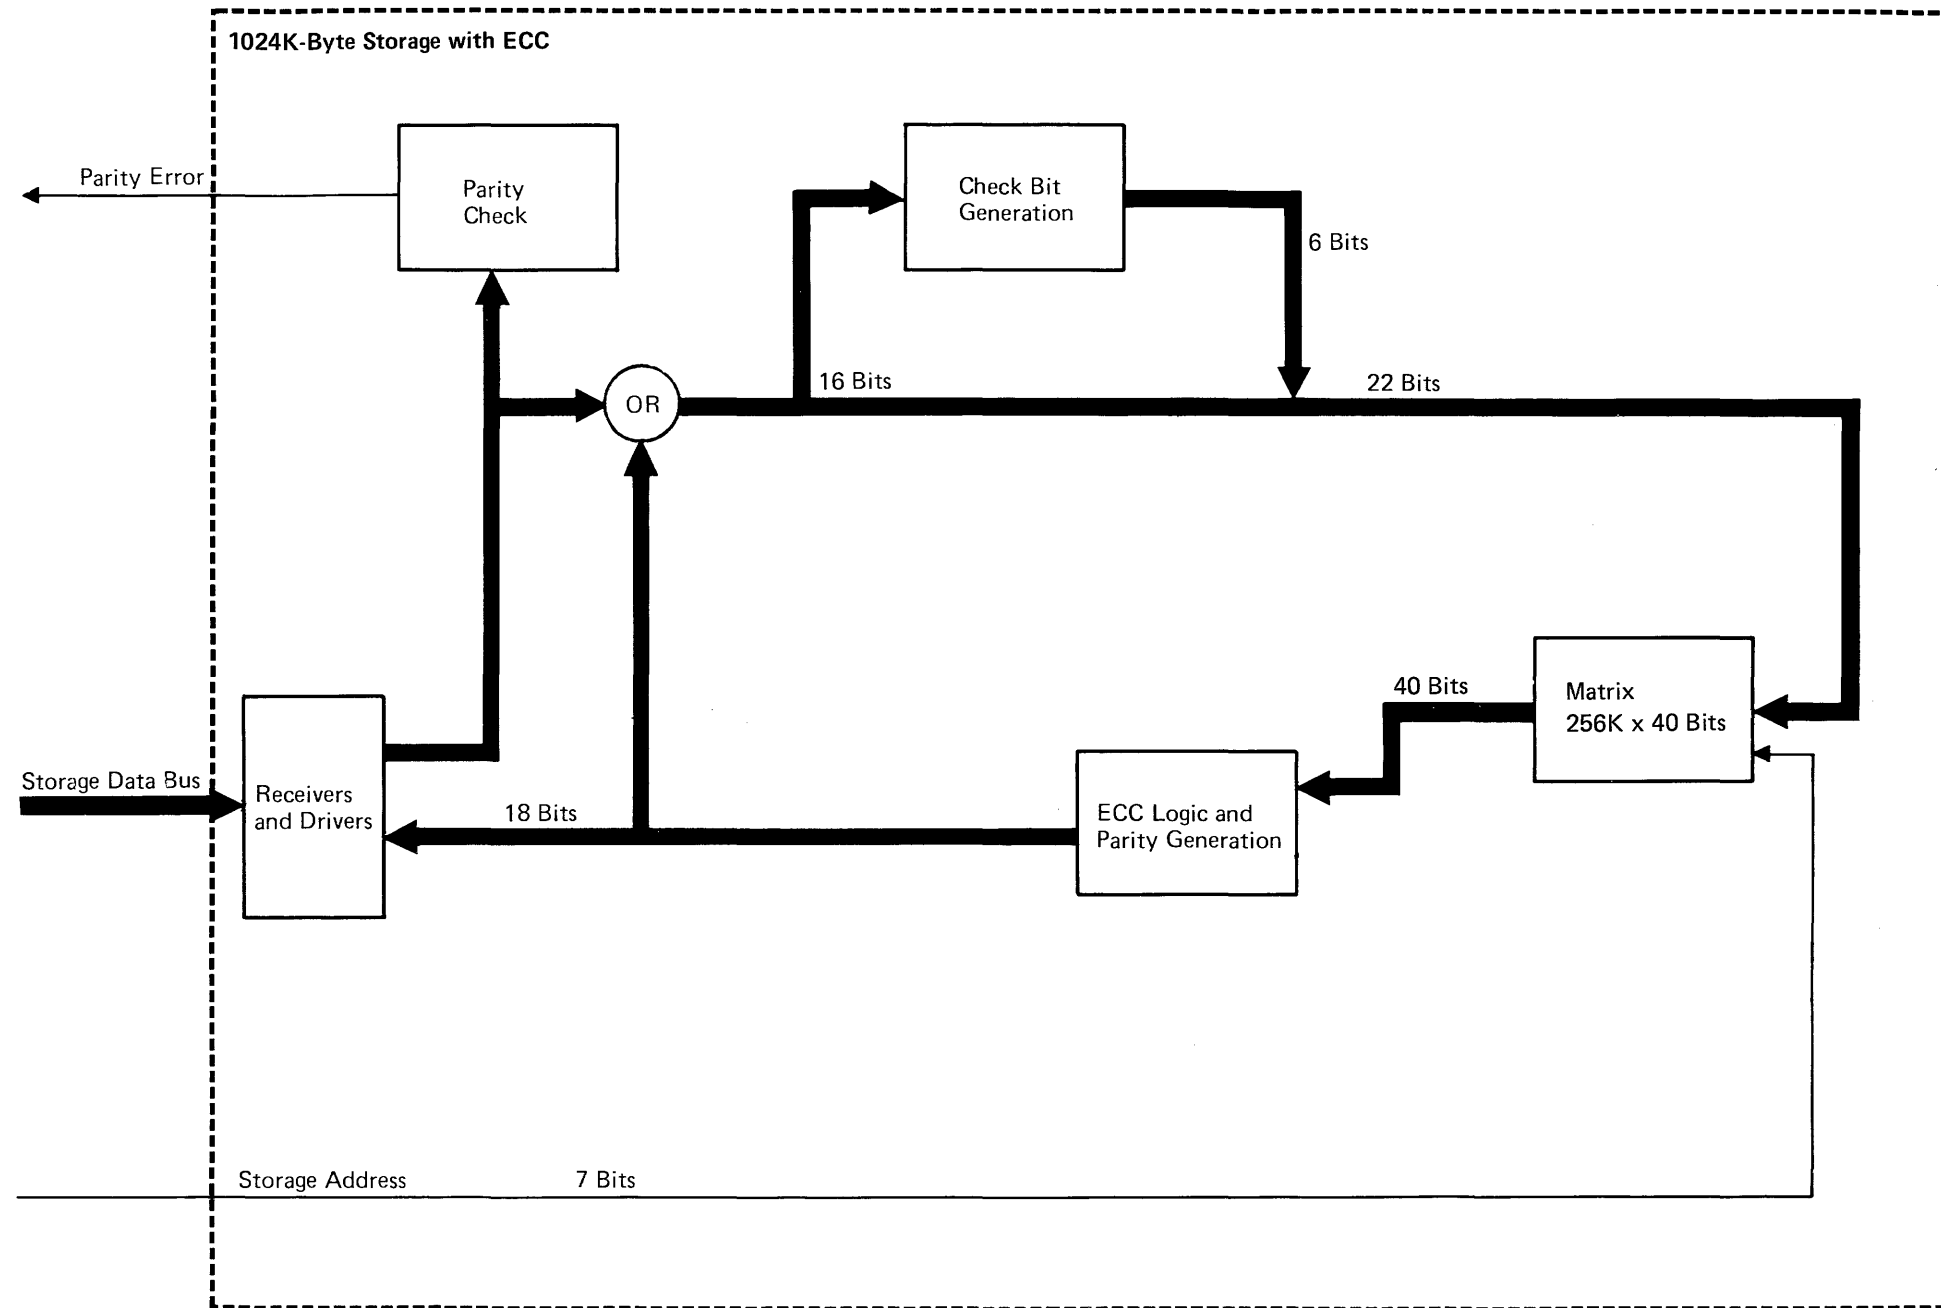 1024K-Byte Storage with ECC
Parity Error
Parity
Check
Check Bit
Generation
6 Bits
OR
16 Bits
22 Bits
40 Bits
Matrix
256K x 40 Bits
Storage Data Bus
Receivers
and Drivers
18 Bits
ECC Logic and
Parity Generation
Storage Address
7 Bits